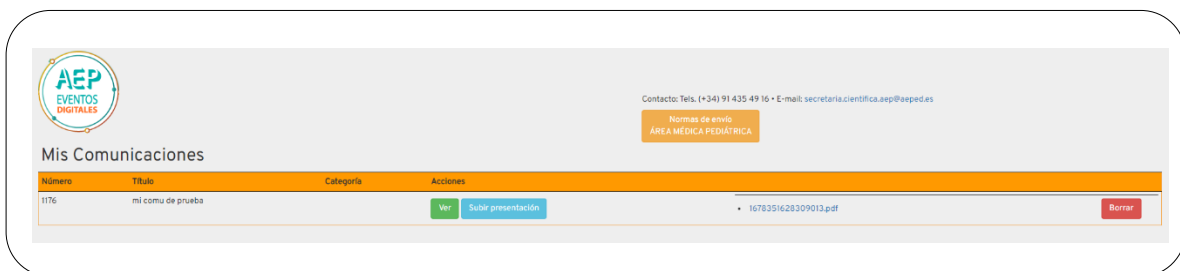 AEP
EVENTOS
DIGITALES
Contacto: Tels. (+34) 91 435 49 16 • E-mail: secretaria.cientifica.aep@aeped.es
Normas de envío
ÁREA MÉDICA PEDIÁTRICA
Mis Comunicaciones
Número Título Categoría Acciones
1176 mi comu de prueba Ver Subir presentación • 1678351628309013.pdf Borrar